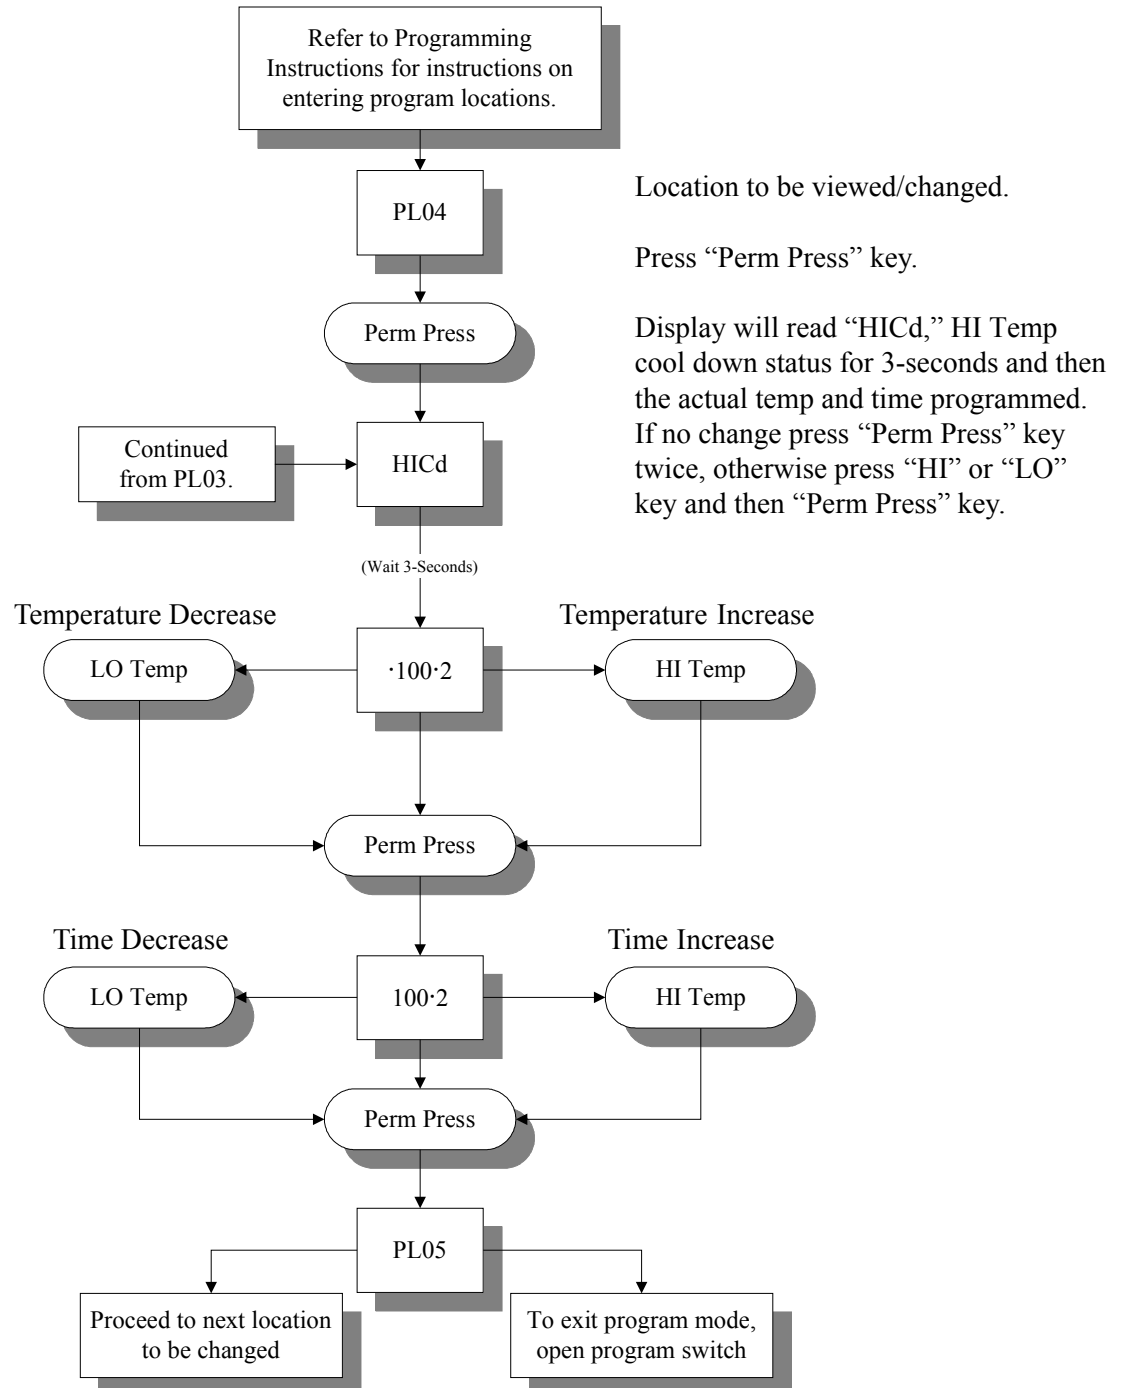 Refer to Programming
Instructions for instructions on
entering program locations.
PL04
Location to be viewed/changed.
Press “Perm Press” key.
Perm Press
Display will read “HICd,” HI Temp
cool down status for 3-seconds and then
the actual temp and time programmed.
If no change press “Perm Press” key
twice, otherwise press “HI” or “LO”
key and then “Perm Press” key.
Continued
from PL03.
HICd
(Wait 3-Seconds)
Temperature Decrease
Temperature Increase
LO Temp
·100·2
HI Temp
Perm Press
Time Decrease
Time Increase
LO Temp
100·2
HI Temp
Perm Press
PL05
Proceed to next location
to be changed
To exit program mode,
open program switch